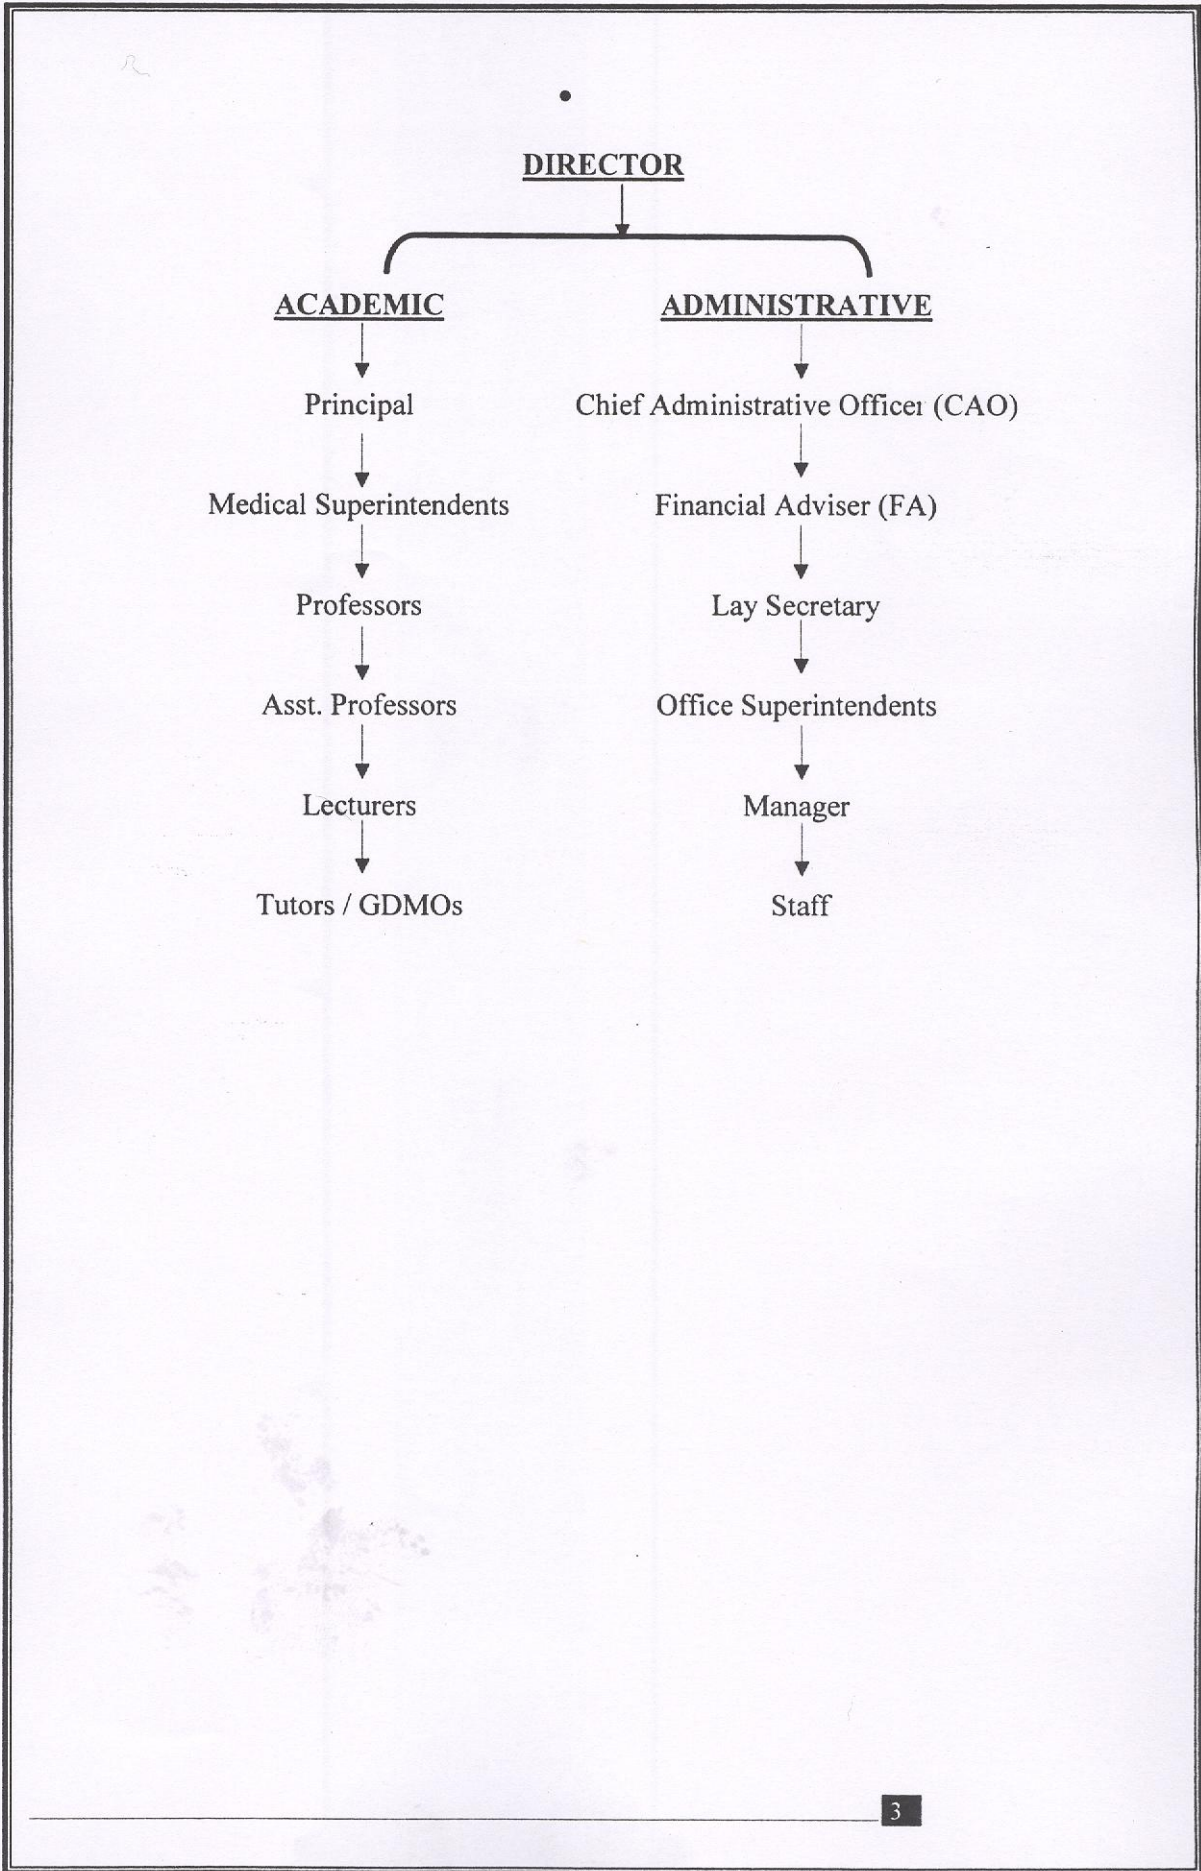 DIRECTOR
ACADEMIC ADMINISTRATIVE
Principal Chief Administrative Officer (CAO)
Medical Superintendents Financial Adviser (FA)
Professors Lay Secretary
Asst. Professors Office Superintendents
Lecturers Manager
Tutors / GDMOs Staff
3